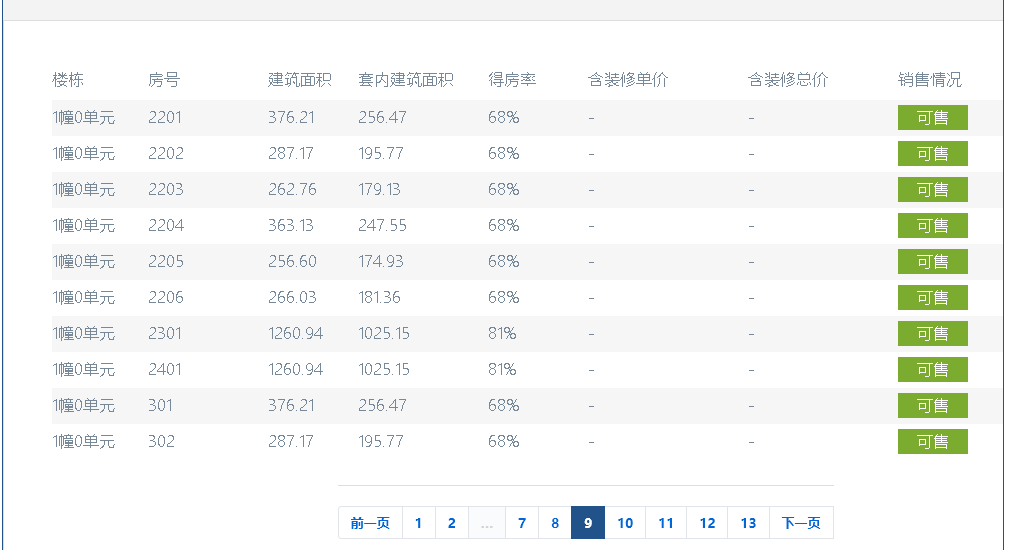 楼栋 房号 建筑面积 套内建筑面积 得房率 含装修单价 含装修总价 销售情况
1幢0单元 2201 376.21 256.47 68% - - 可售
1幢0单元 2202 287.17 195.77 68% - - 可售
1幢0单元 2203 262.76 179.13 68% - - 可售
1幢0单元 2204 363.13 247.55 68% - - 可售
1幢0单元 2205 256.60 174.93 68% - - 可售
1幢0单元 2206 266.03 181.36 68% - - 可售
1幢0单元 2301 1260.94 1025.15 81% - - 可售
1幢0单元 2401 1260.94 1025.15 81% - - 可售
1幢0单元 301 376.21 256.47 68% - - 可售
1幢0单元 302 287.17 195.77 68% - - 可售
前一页 1 2 ... 7 8 9 10 11 12 13 下一页